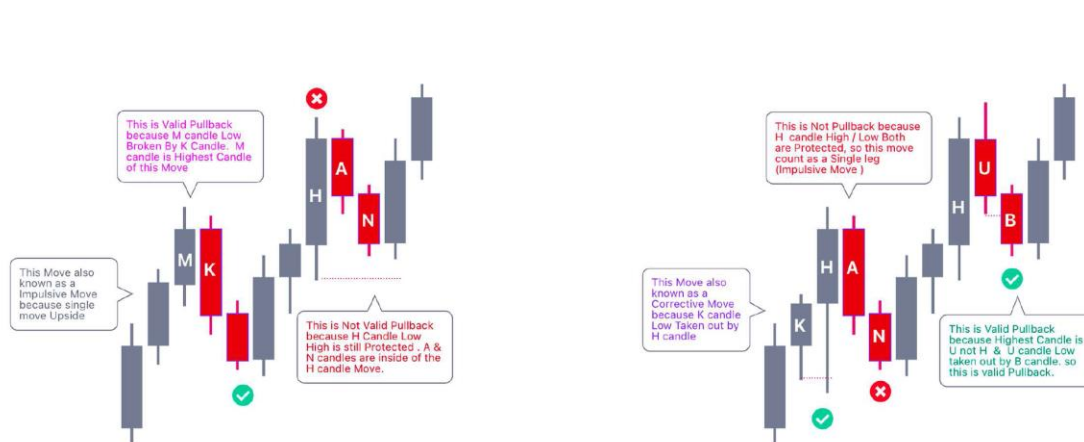 This is Valid Pullback
because M candle Low
Broken By K Candle. M
candle is Highest Candle
of this Move
H
A
N
M
K
This Move also
known as a
Impulsive Move
because single
move Upside
This is Not Valid Pullback
because H Candle Low
High is still Protected . A &
N candles are inside of the
H candle Move.
This is Not Pullback because
H candle High / Low Both
are Protected, so this move
count as a Single leg
(Impulsive Move )
U
H
B
H
A
K
N
This Move also
known as a
Corrective Move
because K candle
Low Taken out by
H candle
This is Valid Pullback
because Highest Candle is
U not H & U candle Low
taken out by B candle. so
this is valid Pullback.